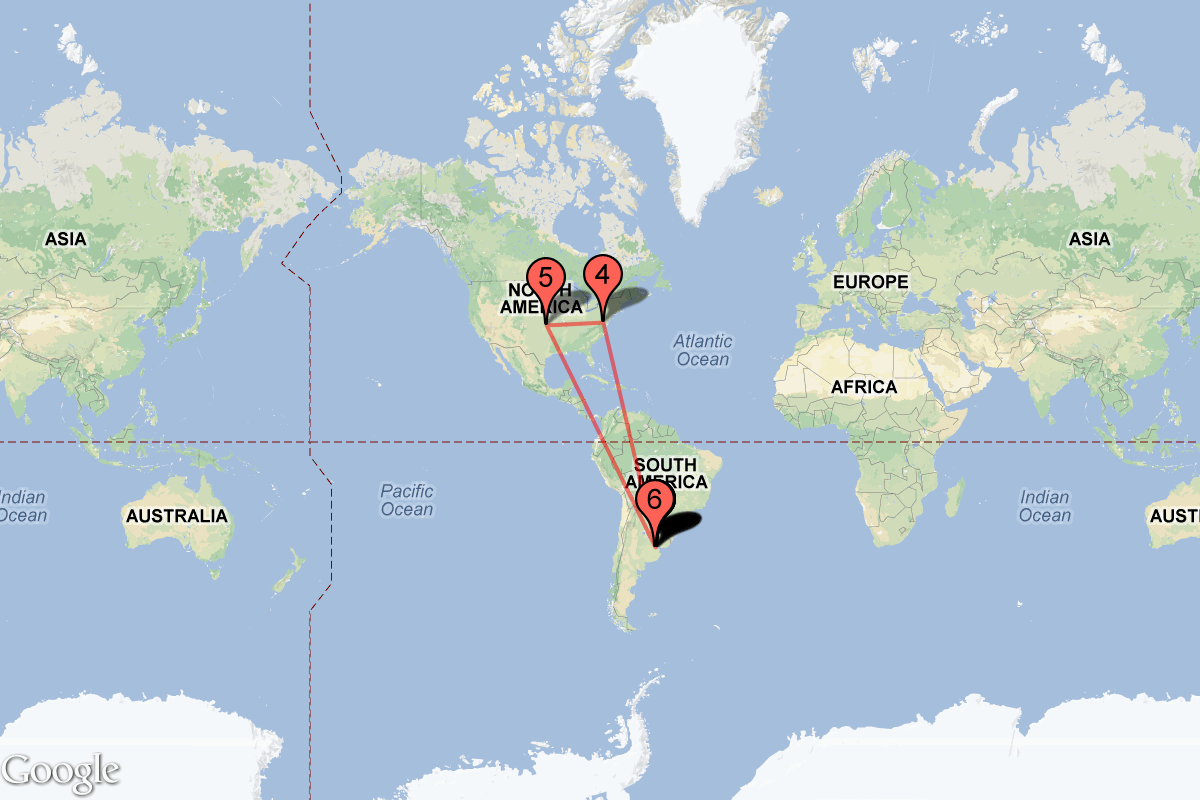 ASIA
ASIA
EUROPE
5
4
NORTH
AMERICA
Atlantic
Ocean
AFRICA
SOUTH
AMERICA
6
Indian
Ocean
Pacific
Ocean
Indian
Ocean
AUSTRALIA
AUST
Google